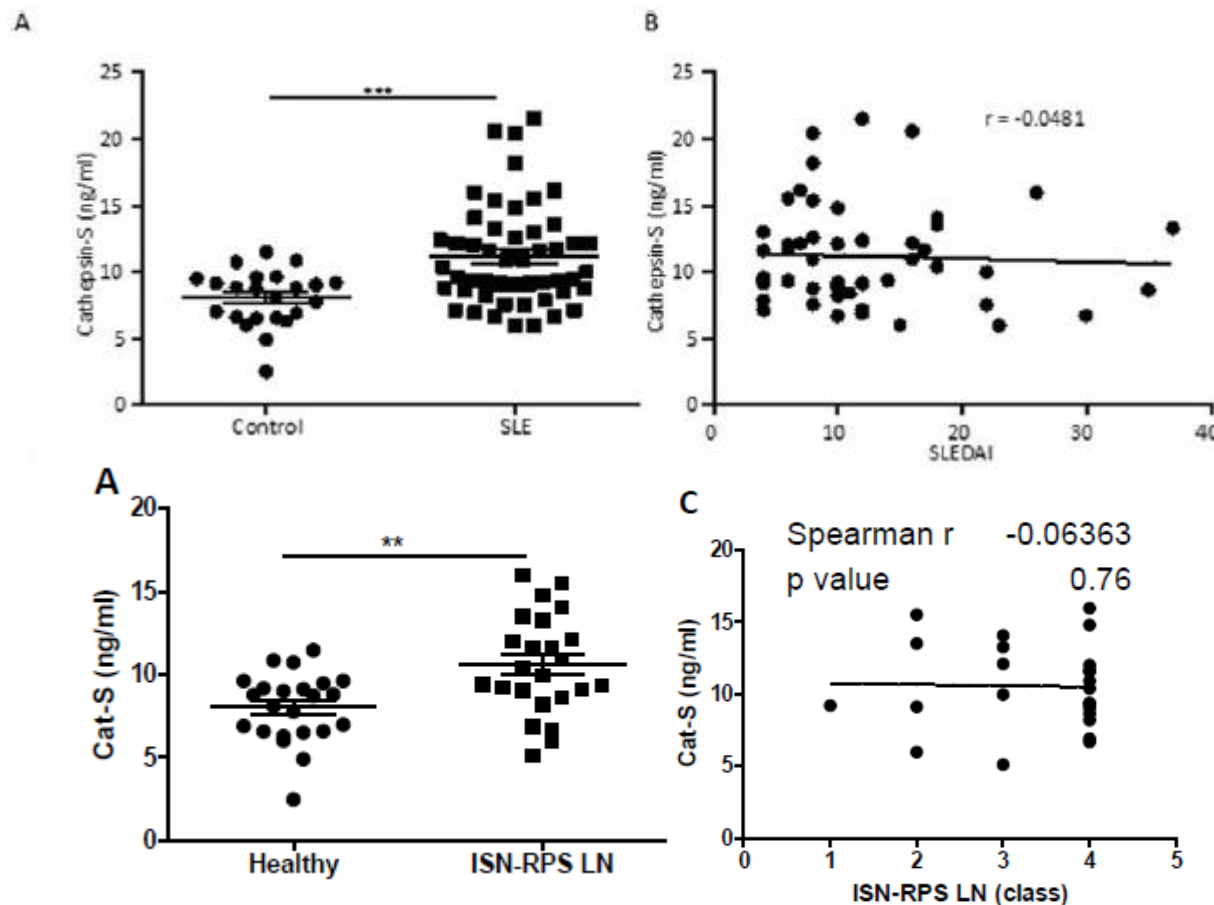 A
Cathepsin-S (ng/ml)
25
20
15
10
5
0
***
Control
SLE
B
Cathepsin-S (ng/ml)
25
20
15
10
5
0
r = -0.0481
0
10
20
30
40
SLEDAI
A
Cat-S (ng/ml)
20
15
10
5
0
**
Healthy
ISN-RPS LN
C
Spearman r -0.06363
p value 0.76
Cat-S (ng/ml)
20
15
10
5
0
0
1
2
3
4
5
ISN-RPS LN (class)